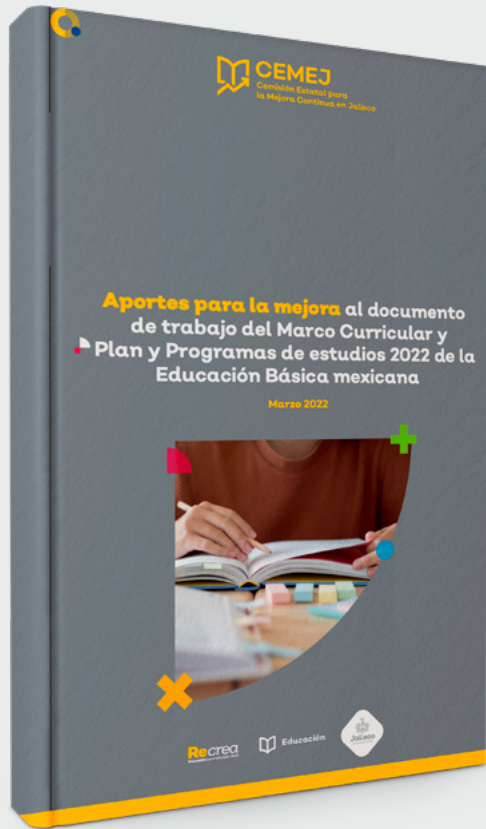 CEMEJ
Comisión Estatal para
la Mejora Continua en Jalisco
Aportes para la mejora al documento
de trabajo del Marco Curricular y
Plan y Programas de estudios 2022 de la
Educación Básica mexicana
Marzo 2022
Recrea
Educación
Jalisco